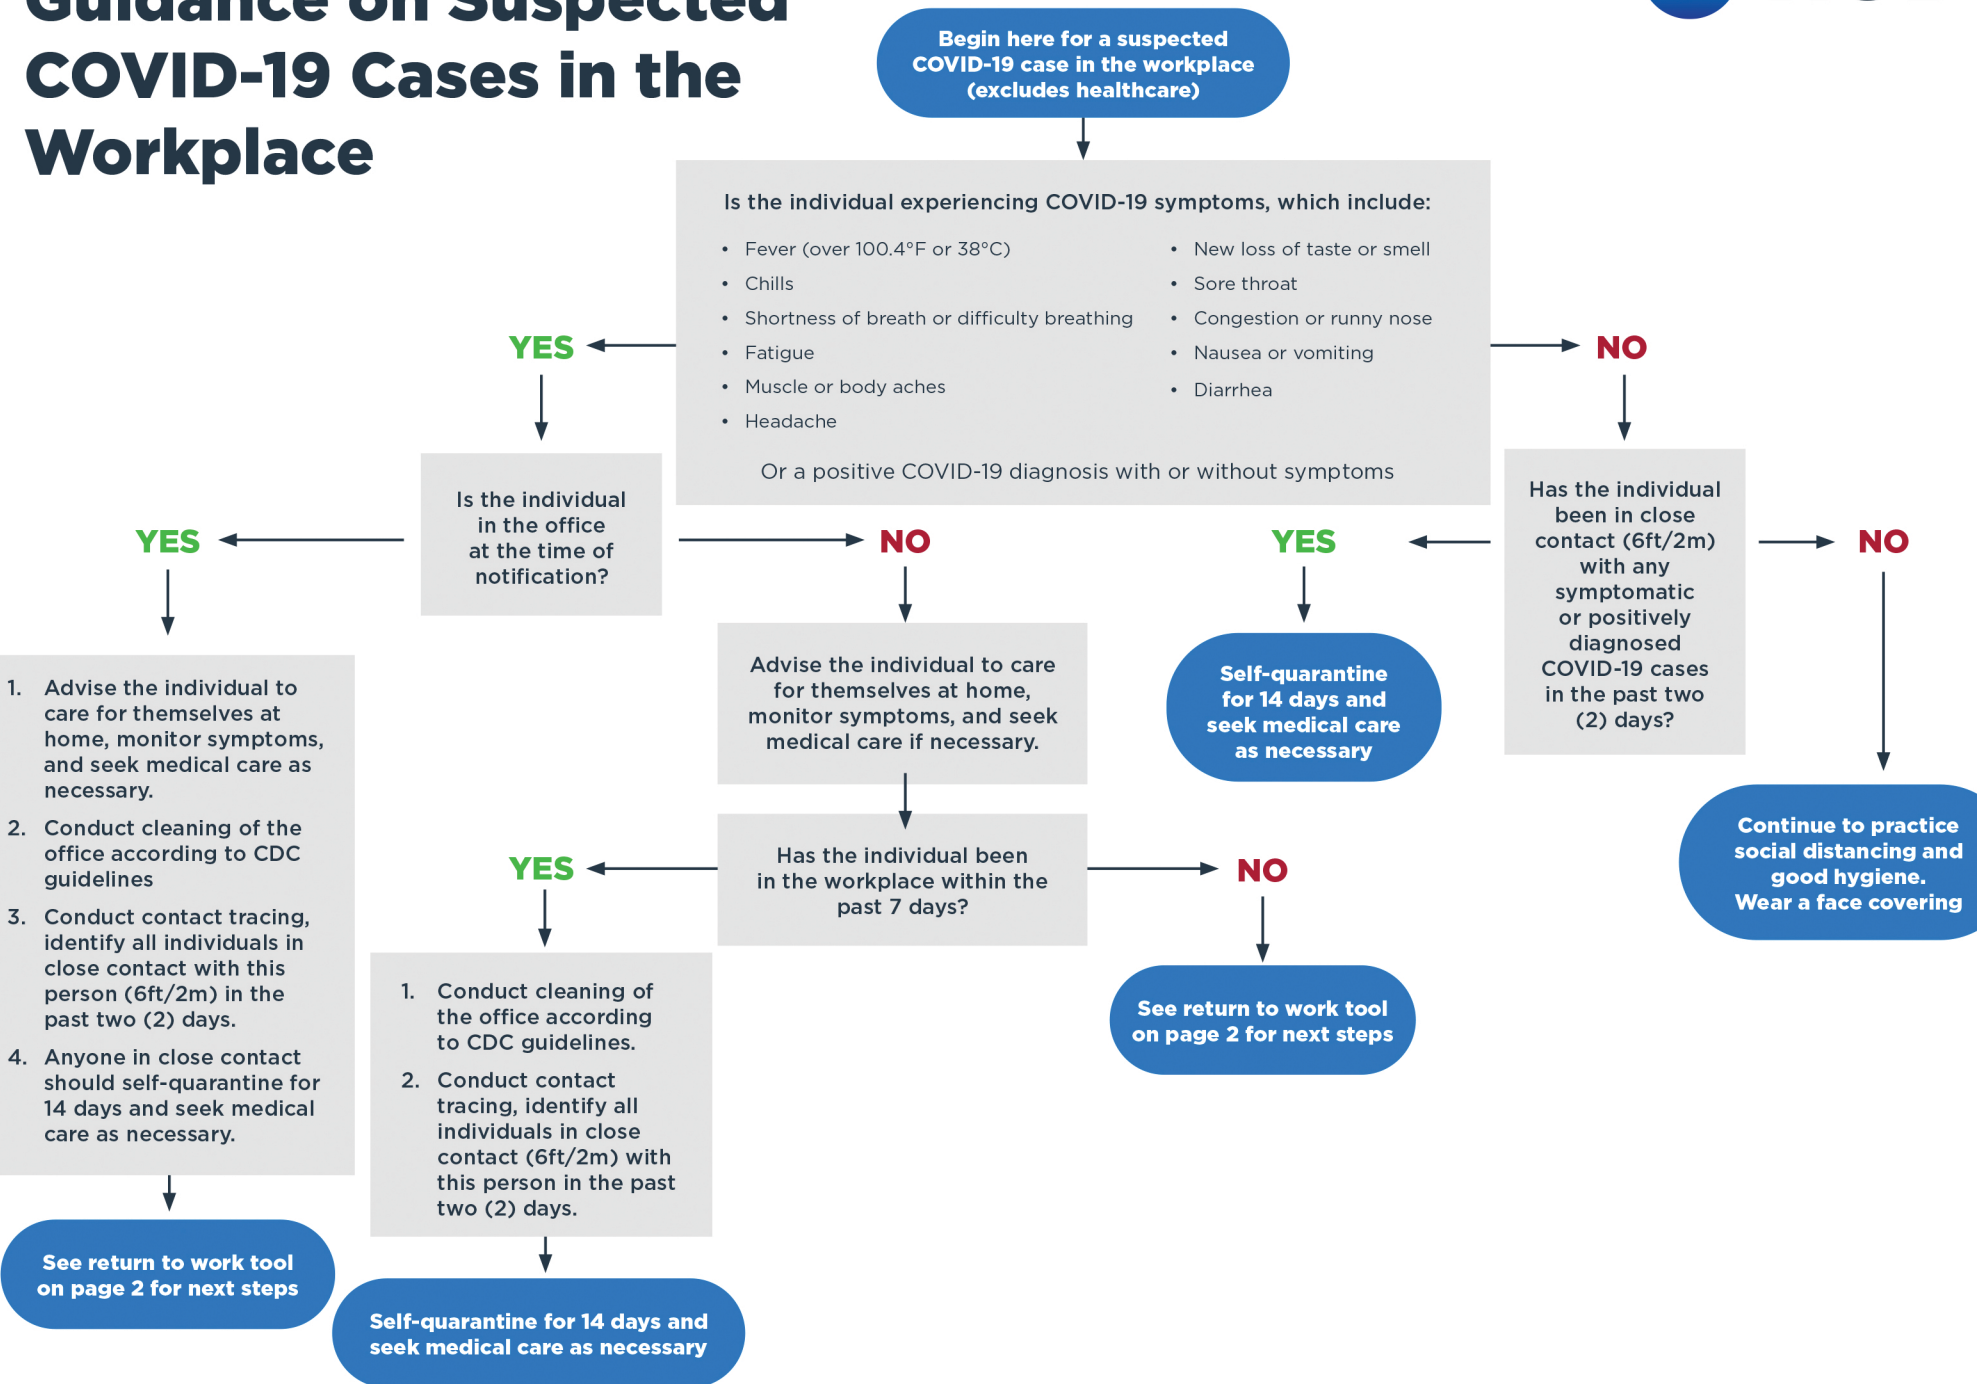 Guidance on Suspected
COVID-19 Cases in the
Workplace
Begin here for a suspected
COVID-19 case in the workplace
(excludes healthcare)
Is the individual experiencing COVID-19 symptoms, which include:
• Fever (over 100.4°F or 38°C)
• Chills
• Shortness of breath or difficulty breathing
• Fatigue
• Muscle or body aches
• Headache
• New loss of taste or smell
• Sore throat
• Congestion or runny nose
• Nausea or vomiting
• Diarrhea
Or a positive COVID-19 diagnosis with or without symptoms
YES
NO
Is the individual
in the office
at the time of
notification?
YES
NO
1. Advise the individual to
care for themselves at
home, monitor symptoms,
and seek medical care as
necessary.
2. Conduct cleaning of the
office according to CDC
guidelines
3. Conduct contact tracing,
identify all individuals in
close contact with this
person (6ft/2m) in the
past two (2) days.
4. Anyone in close contact
should self-quarantine for
14 days and seek medical
care as necessary.
See return to work tool
on page 2 for next steps
Advise the individual to care
for themselves at home,
monitor symptoms, and seek
medical care if necessary.
Has the individual been
in the workplace within the
past 7 days?
YES
NO
1. Conduct cleaning of
the office according
to CDC guidelines.
2. Conduct contact
tracing, identify all
individuals in close
contact (6ft/2m) with
this person in the past
two (2) days.
Self-quarantine for 14 days and
seek medical care as necessary
See return to work tool
on page 2 for next steps
Has the individual
been in close
contact (6ft/2m)
with any
symptomatic
or positively
diagnosed
COVID-19 cases
in the past two
(2) days?
YES
NO
Self-quarantine
for 14 days and
seek medical care
as necessary
Continue to practice
social distancing and
good hygiene.
Wear a face covering